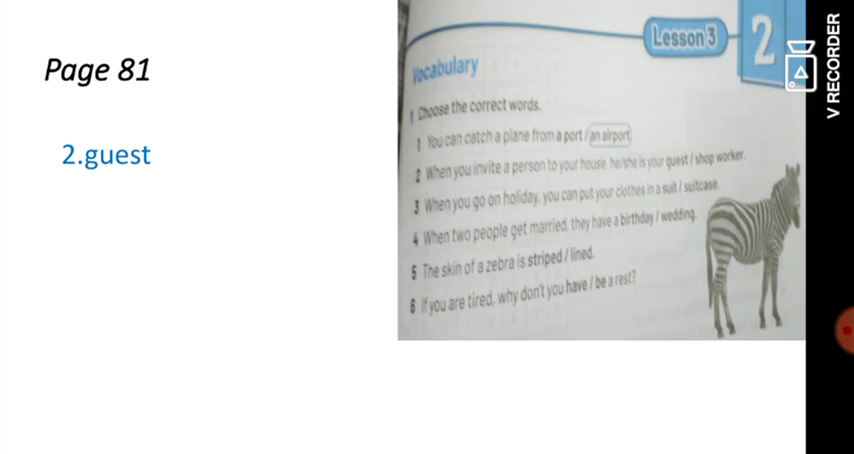 Page 81
2.guest
Lesson 3
2
Vocabulary
1 Choose the correct words.
1 You can catch a plane from a port / an airport
2 When you invite a person to your house, he/she is your guest / shop worker.
3 When you go on holiday, you can put your clothes in a suit / suitcase.
4 When two people get married, they have a birthday / wedding.
5 The skin of a zebra is striped / lined.
6 If you are tired, why don't you have / be a rest?
V RECORDER